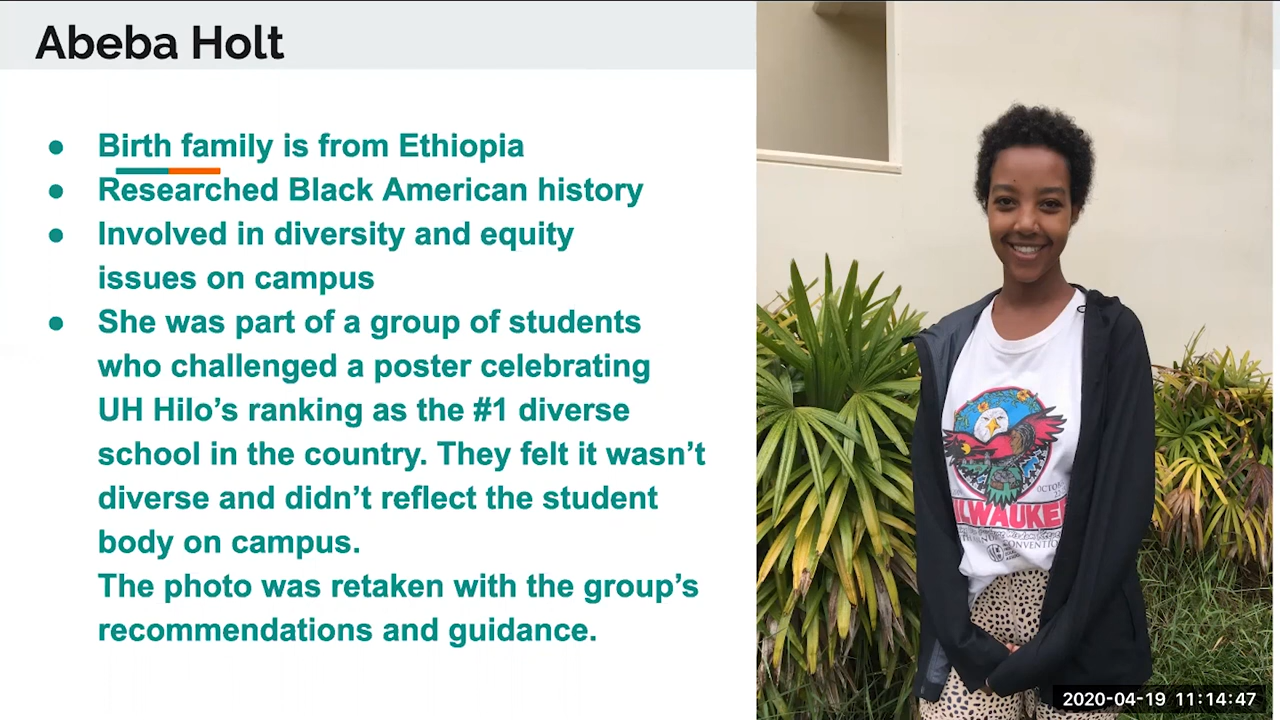 Abeba Holt
● Birth family is from Ethiopia
● Researched Black American history
● Involved in diversity and equity
issues on campus
● She was part of a group of students
who challenged a poster celebrating
UH Hilo’s ranking as the #1 diverse
school in the country. They felt it wasn’t
diverse and didn’t reflect the student
body on campus.
The photo was retaken with the group’s
recommendations and guidance.
2020-04-19 11:14:47